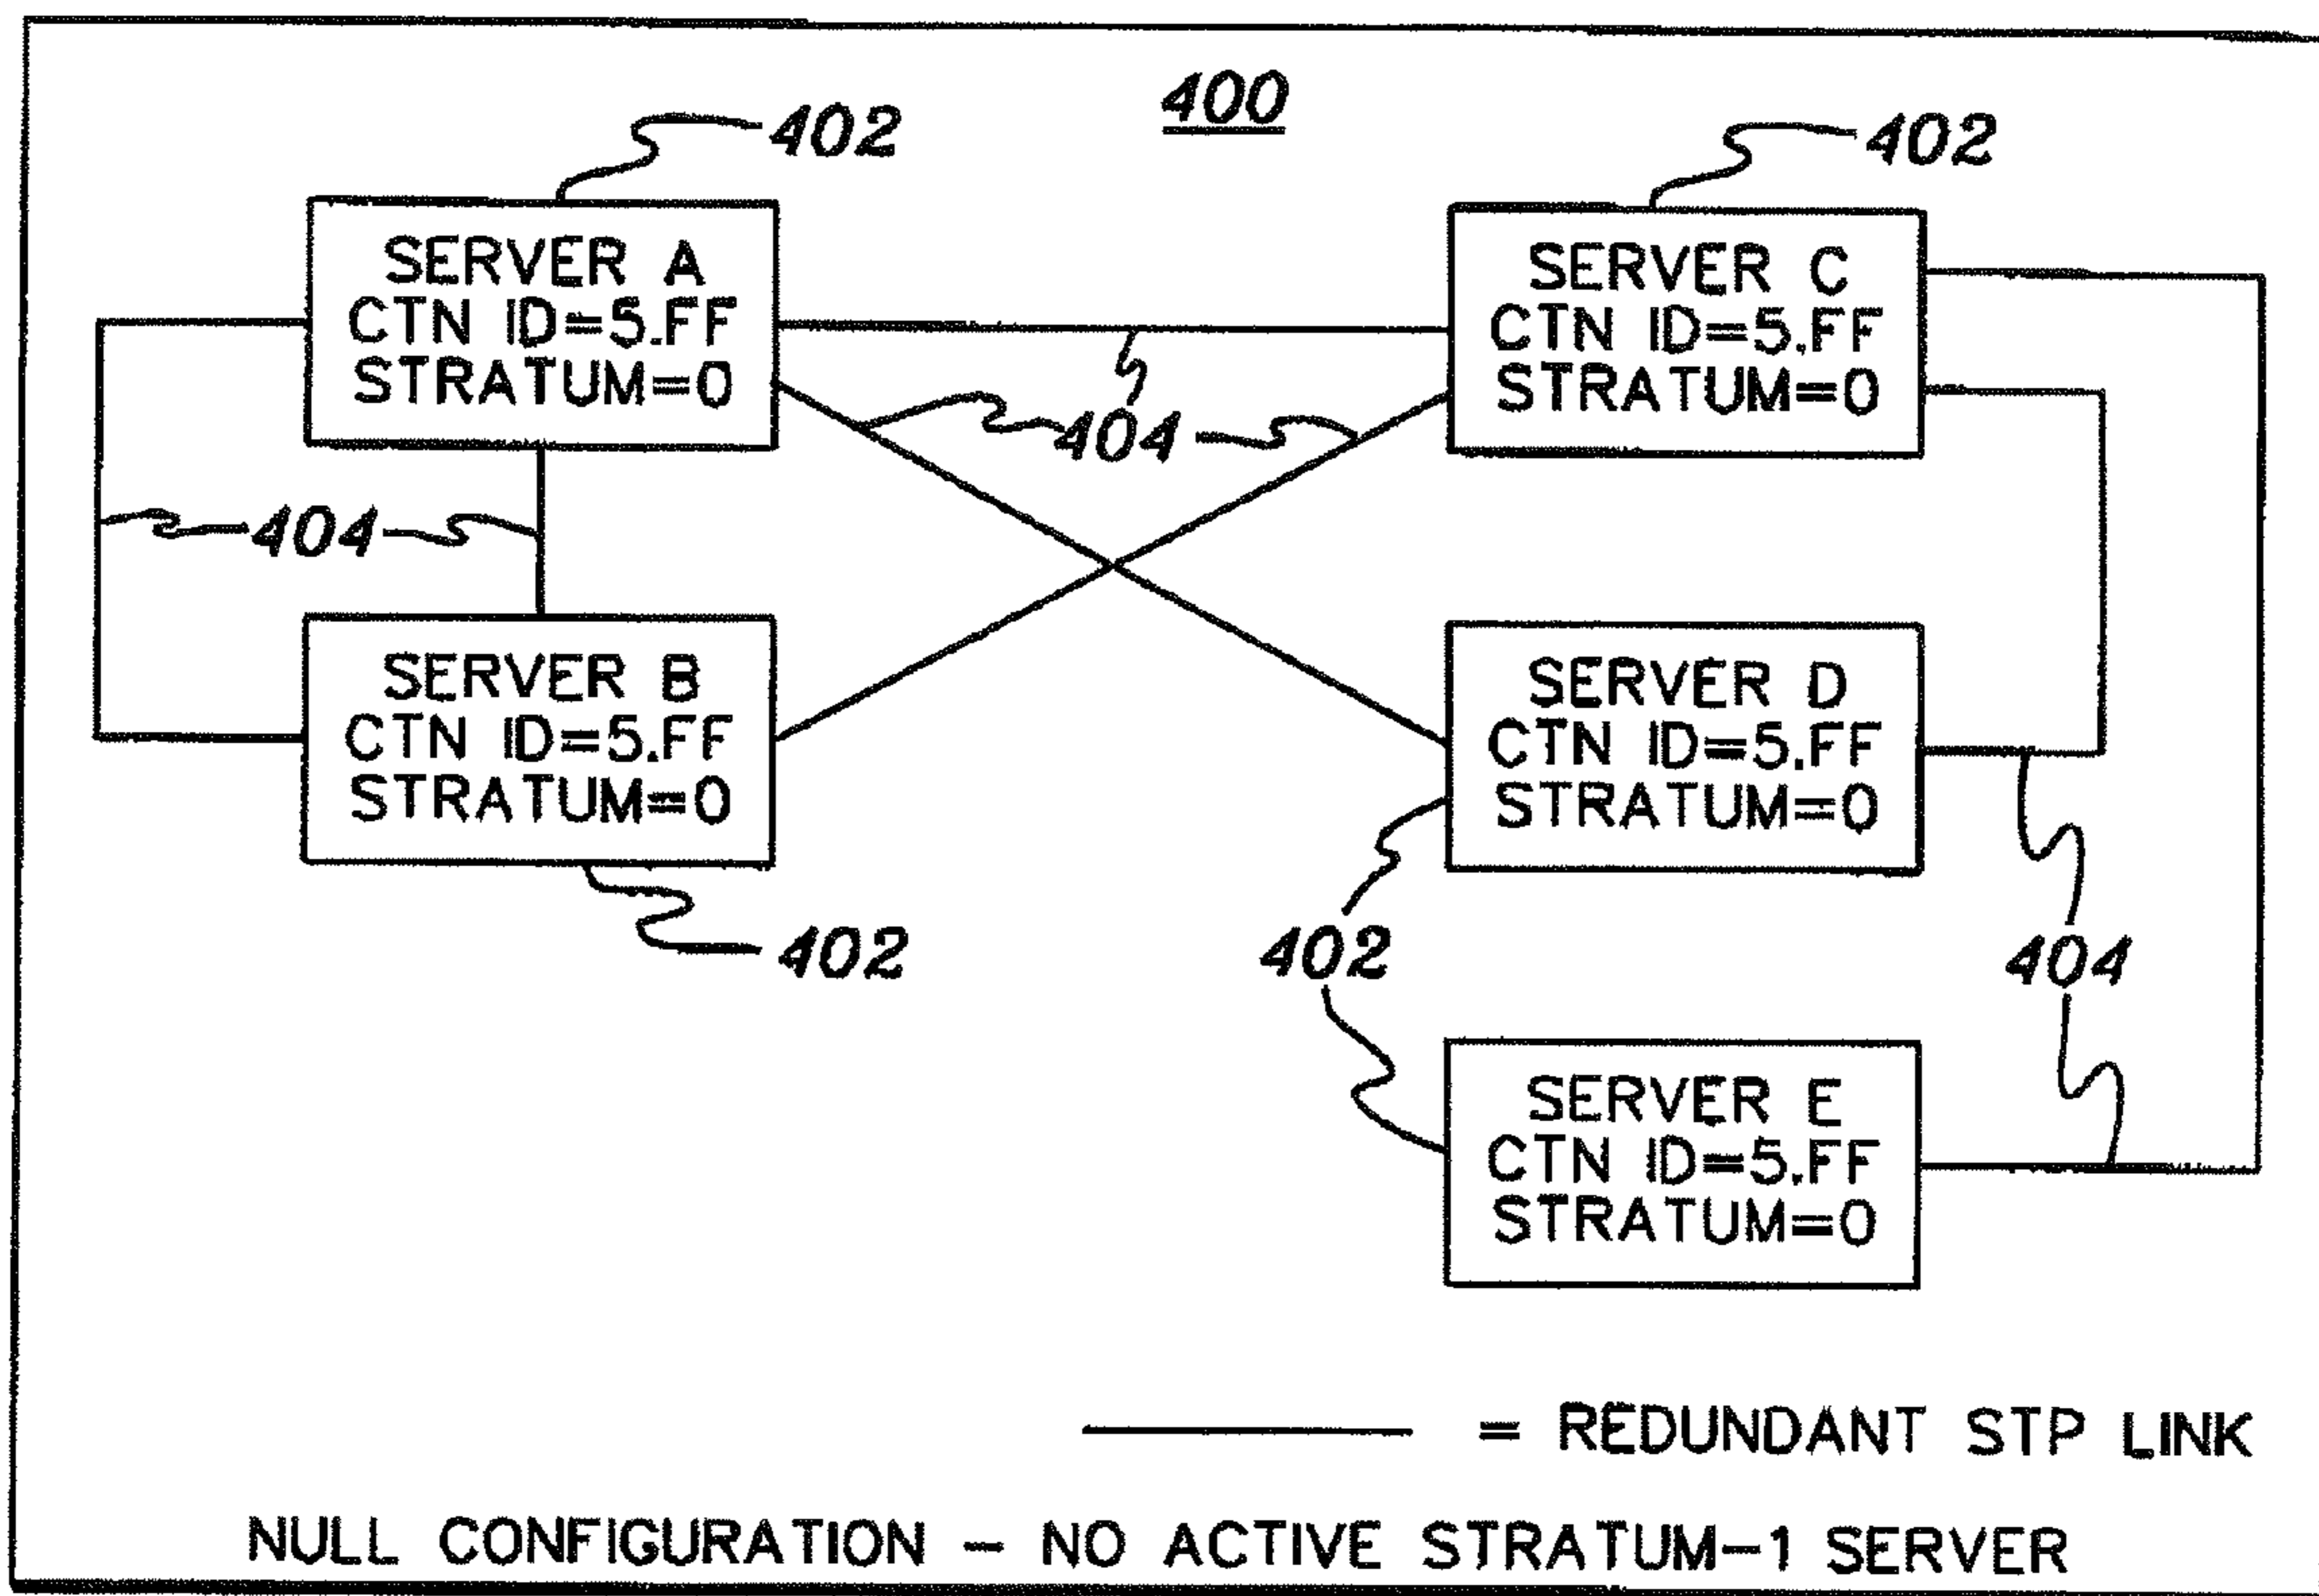 400
402
402
SERVER A
CTN ID=5.FF
STRATUM=0
SERVER C
CTN ID=5.FF
STRATUM=0
404
404
SERVER B
CTN ID=5.FF
STRATUM=0
SERVER D
CTN ID=5.FF
STRATUM=0
402
402
404
SERVER E
CTN ID=5.FF
STRATUM=0
= REDUNDANT STP LINK
NULL CONFIGURATION - NO ACTIVE STRATUM-1 SERVER